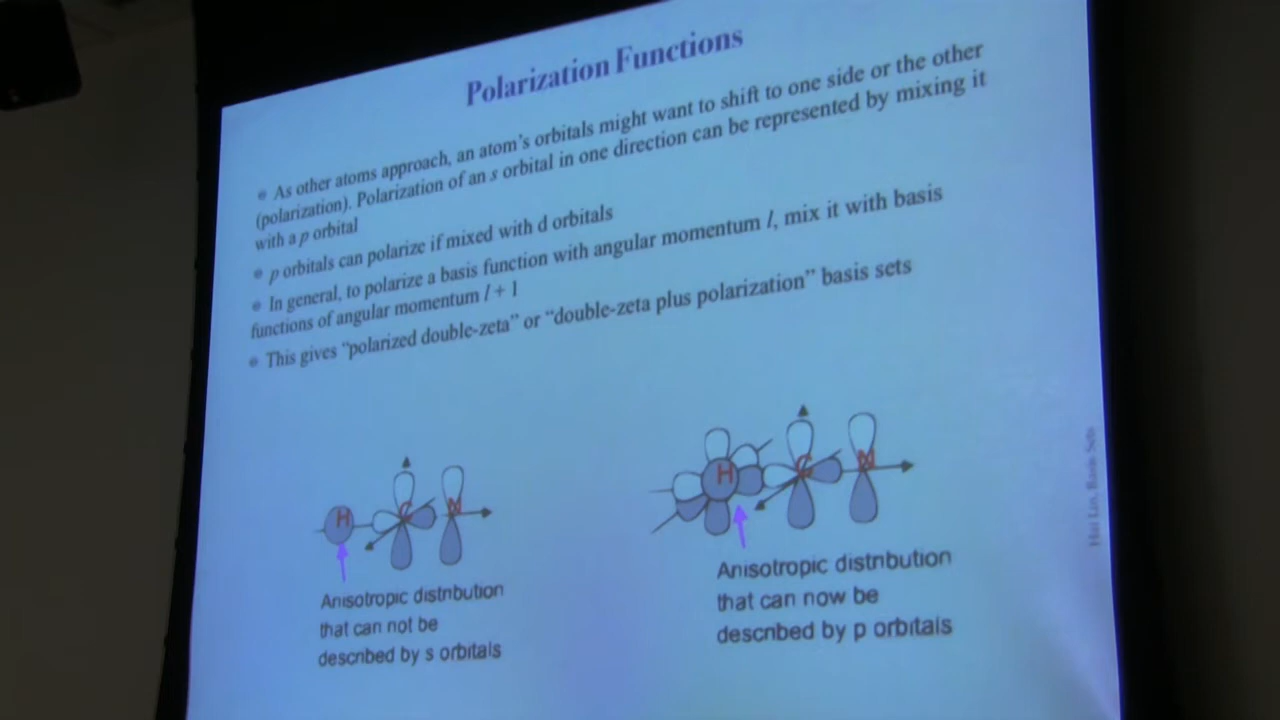 Polarization Functions
As other atoms approach, an atom's orbitals might want to shift to one side or the other
(polarization). Polarization of an s orbital in one direction can be represented by mixing it
with a p orbital
p orbitals can polarize if mixed with d orbitals
In general, to polarize a basis function with angular momentum l, mix it with basis
functions of angular momentum l + 1
This gives "polarized double-zeta" or "double-zeta plus polarization" basis sets
H C N
H C N
Anisotropic distribution
that can not be
described by s orbitals
Anisotropic distribution
that can now be
described by p orbitals
Basis Sets